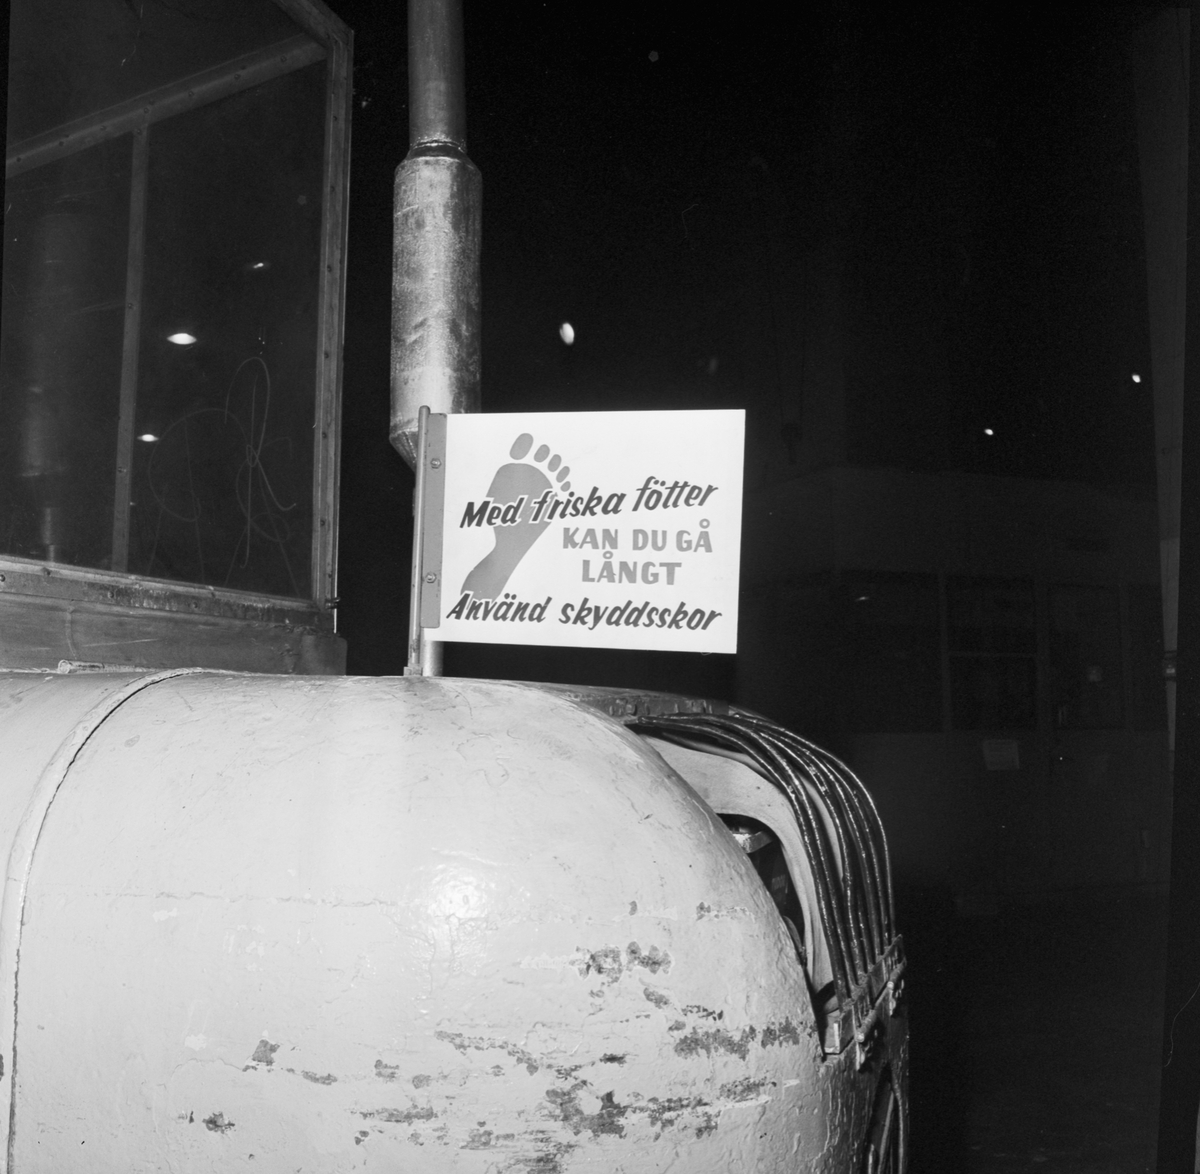 Med friska fötter
KAN DU GÅ
LÅNGT
Använd skyddsskor